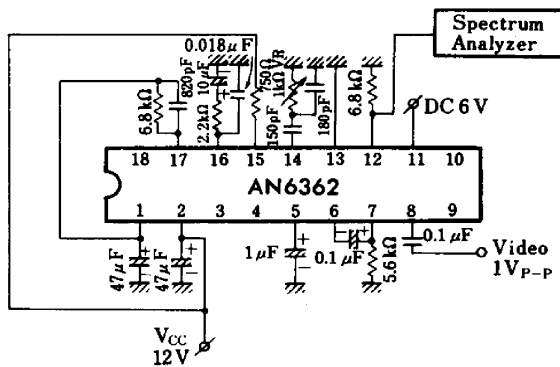 Spectrum
Analyzer
0.018μF
820pF
10μF
750Ω
VR
1kΩ
6.8kΩ
2.2kΩ
150pF
180pF
6.8kΩ
DC 6V
18 17 16 15 14 13 12 11 10
AN6362
1 2 3 4 5 6 7 8 9
+ + + - +
47μF
47μF
1μF
0.1μF
5.6kΩ
0.1μF
Video
1V_P-P
V_CC
12V